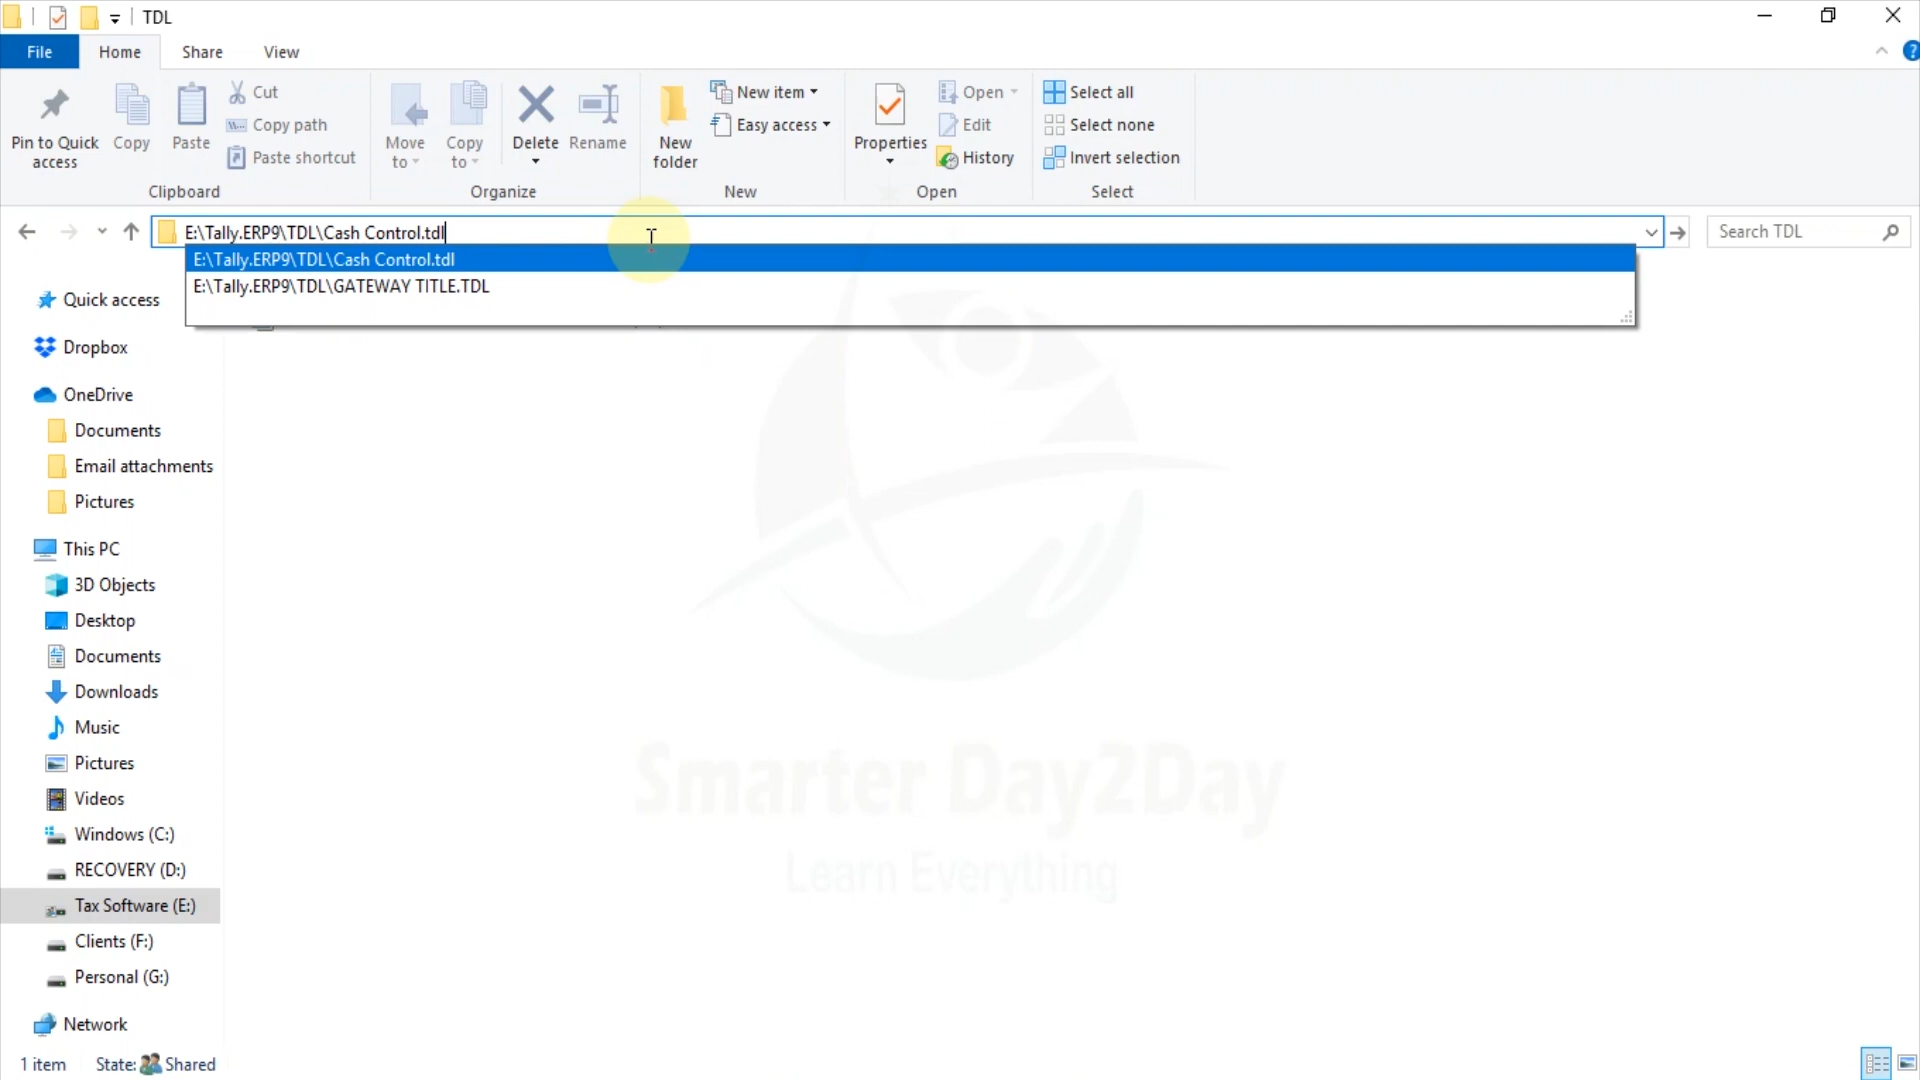 TDL
File Home Share View
Pin to Quick access
Copy
Paste
Cut
Copy path
Paste shortcut
Clipboard
Move to
Copy to
Delete
Rename
Organize
New folder
New item
Easy access
New
Properties
Open
Edit
History
Open
Select all
Select none
Invert selection
Select
E:\Tally.ERP9\TDL\Cash Control.tdl
Search TDL
E:\Tally.ERP9\TDL\Cash Control.tdl
E:\Tally.ERP9\TDL\GATEWAY TITLE.TDL
Quick access
Dropbox
OneDrive
Documents
Email attachments
Pictures
This PC
3D Objects
Desktop
Documents
Downloads
Music
Pictures
Videos
Windows (C:)
RECOVERY (D:)
Tax Software (E:)
Clients (F:)
Personal (G:)
Network
Smarter Day2Day
Learn Everything
1 item State: Shared